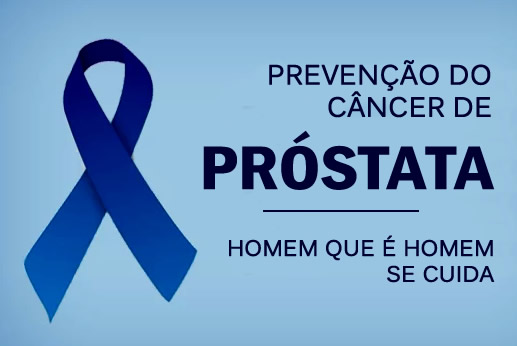 PREVENÇÃO DO
CÂNCER DE
PRÓSTATA
HOMEM QUE É HOMEM
SE CUIDA